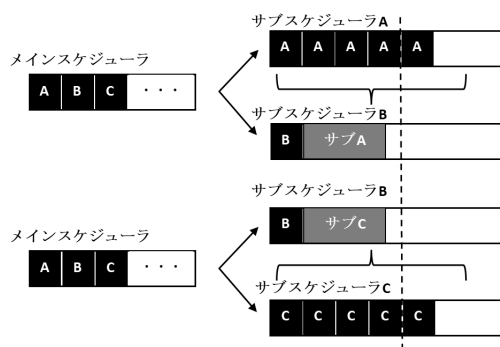 サブスケジューラA
A A A A A
メインスケジューラ
A B C ・・・
サブスケジューラB
B サブA
サブスケジューラB
B サブC
メインスケジューラ
A B C ・・・
サブスケジューラC
C C C C C